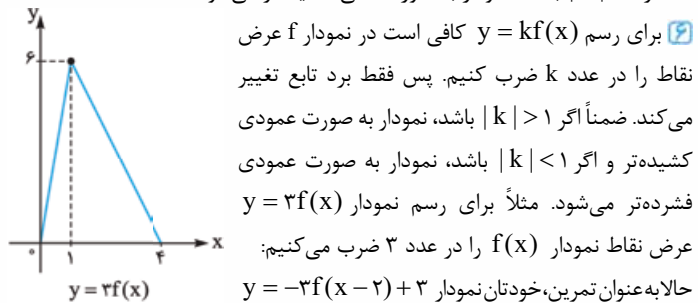 ۶ برای رسم y = kf(x) کافی است در نمودار f عرض
نقاط را در عدد k ضرب کنیم. پس فقط برد تابع تغییر
می‌کند. ضمناً اگر |k| > ۱ باشد، نمودار به صورت عمودی
کشیده‌تر و اگر |k| < ۱ باشد، نمودار به صورت عمودی
فشرده‌تر می‌شود. مثلاً برای رسم نمودار y = ۳f(x)
عرض نقاط نمودار f(x) را در عدد ۳ ضرب می‌کنیم:
حالا به‌عنوان تمرین، خودتان نمودار y = -۳f(x - ۲) + ۳
y
۶
۰ ۱ ۴ x
y = ۳f(x)